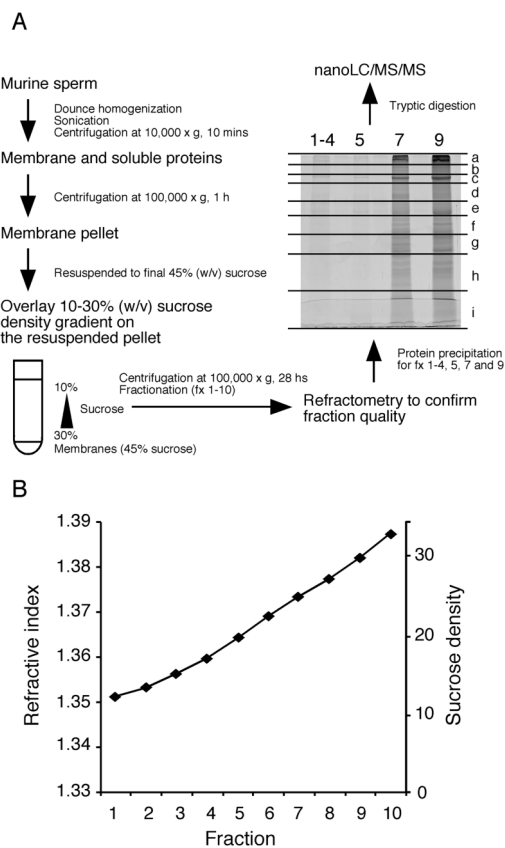 A
Murine sperm
Dounce homogenization
Sonication
Centrifugation at 10,000 x g, 10 mins
Membrane and soluble proteins
Centrifugation at 100,000 x g, 1 h
Membrane pellet
Resuspended to final 45% (w/v) sucrose
Overlay 10-30% (w/v) sucrose
density gradient on
the resuspended pellet
10%
Sucrose
30%
Membranes (45% sucrose)
Centrifugation at 100,000 x g, 28 hs
Fractionation (fx 1-10)
Refractometry to confirm
fraction quality
Protein precipitation
for fx 1-4, 5, 7 and 9
1-4 5 7 9
a
b
c
d
e
f
g
h
i
Tryptic digestion
nanoLC/MS/MS
B
Refractive index
1.39
1.38
1.37
1.36
1.35
1.34
1.33
30
20
10
0
Sucrose density
1 2 3 4 5 6 7 8 9 10
Fraction